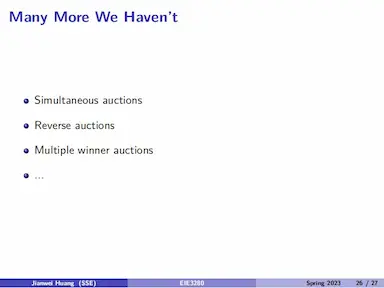 Many More We Haven't
Simultaneous auctions
Reverse auctions
Multiple winner auctions
...
Jianwei Huang (SSE) EIE3280 Spring 2023 26 / 27